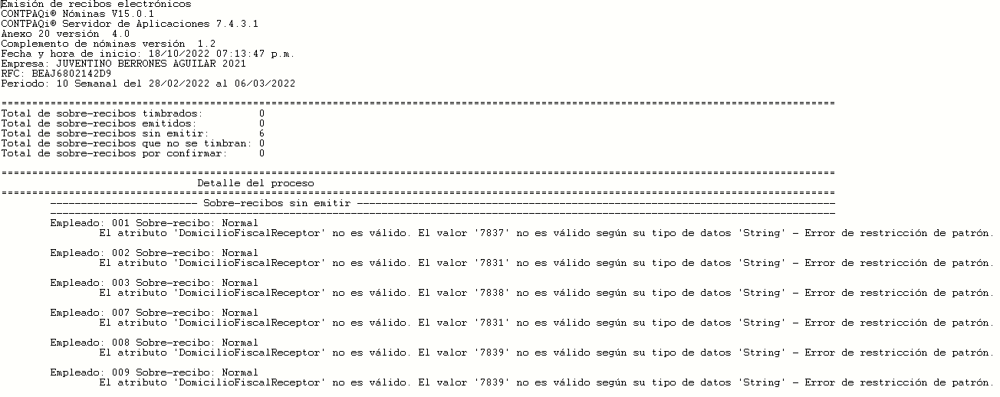 Emisión de recibos electrónicos
CONTPAQi® Nóminas V15.0.1
CONTPAQi® Servidor de Aplicaciones 7.4.3.1
Anexo 20 versión  4.0
Complemento de nóminas versión  1.2
Fecha y hora de inicio: 18/10/2022 07:13:47 p.m.
Empresa: JUVENTINO BERRONES AGUILAR 2021
RFC: BEAJ6802142D9
Periodo: 10 Semanal del 28/02/2022 al 06/03/2022
Total de sobre-recibos timbrados: 0
Total de sobre-recibos emitidos: 0
Total de sobre-recibos sin emitir: 6
Total de sobre-recibos que no se timbran: 0
Total de sobre-recibos por confirmar: 0
Detalle del proceso
Sobre-recibos sin emitir
Empleado: 001 Sobre-recibo: Normal
El atributo 'DomicilioFiscalReceptor' no es válido. El valor '7837' no es válido según su tipo de datos 'String' - Error de restricción de patrón.
Empleado: 002 Sobre-recibo: Normal
El atributo 'DomicilioFiscalReceptor' no es válido. El valor '7831' no es válido según su tipo de datos 'String' - Error de restricción de patrón.
Empleado: 003 Sobre-recibo: Normal
El atributo 'DomicilioFiscalReceptor' no es válido. El valor '7838' no es válido según su tipo de datos 'String' - Error de restricción de patrón.
Empleado: 007 Sobre-recibo: Normal
El atributo 'DomicilioFiscalReceptor' no es válido. El valor '7831' no es válido según su tipo de datos 'String' - Error de restricción de patrón.
Empleado: 008 Sobre-recibo: Normal
El atributo 'DomicilioFiscalReceptor' no es válido. El valor '7839' no es válido según su tipo de datos 'String' - Error de restricción de patrón.
Empleado: 009 Sobre-recibo: Normal
El atributo 'DomicilioFiscalReceptor' no es válido. El valor '7839' no es válido según su tipo de datos 'String' - Error de restricción de patrón.